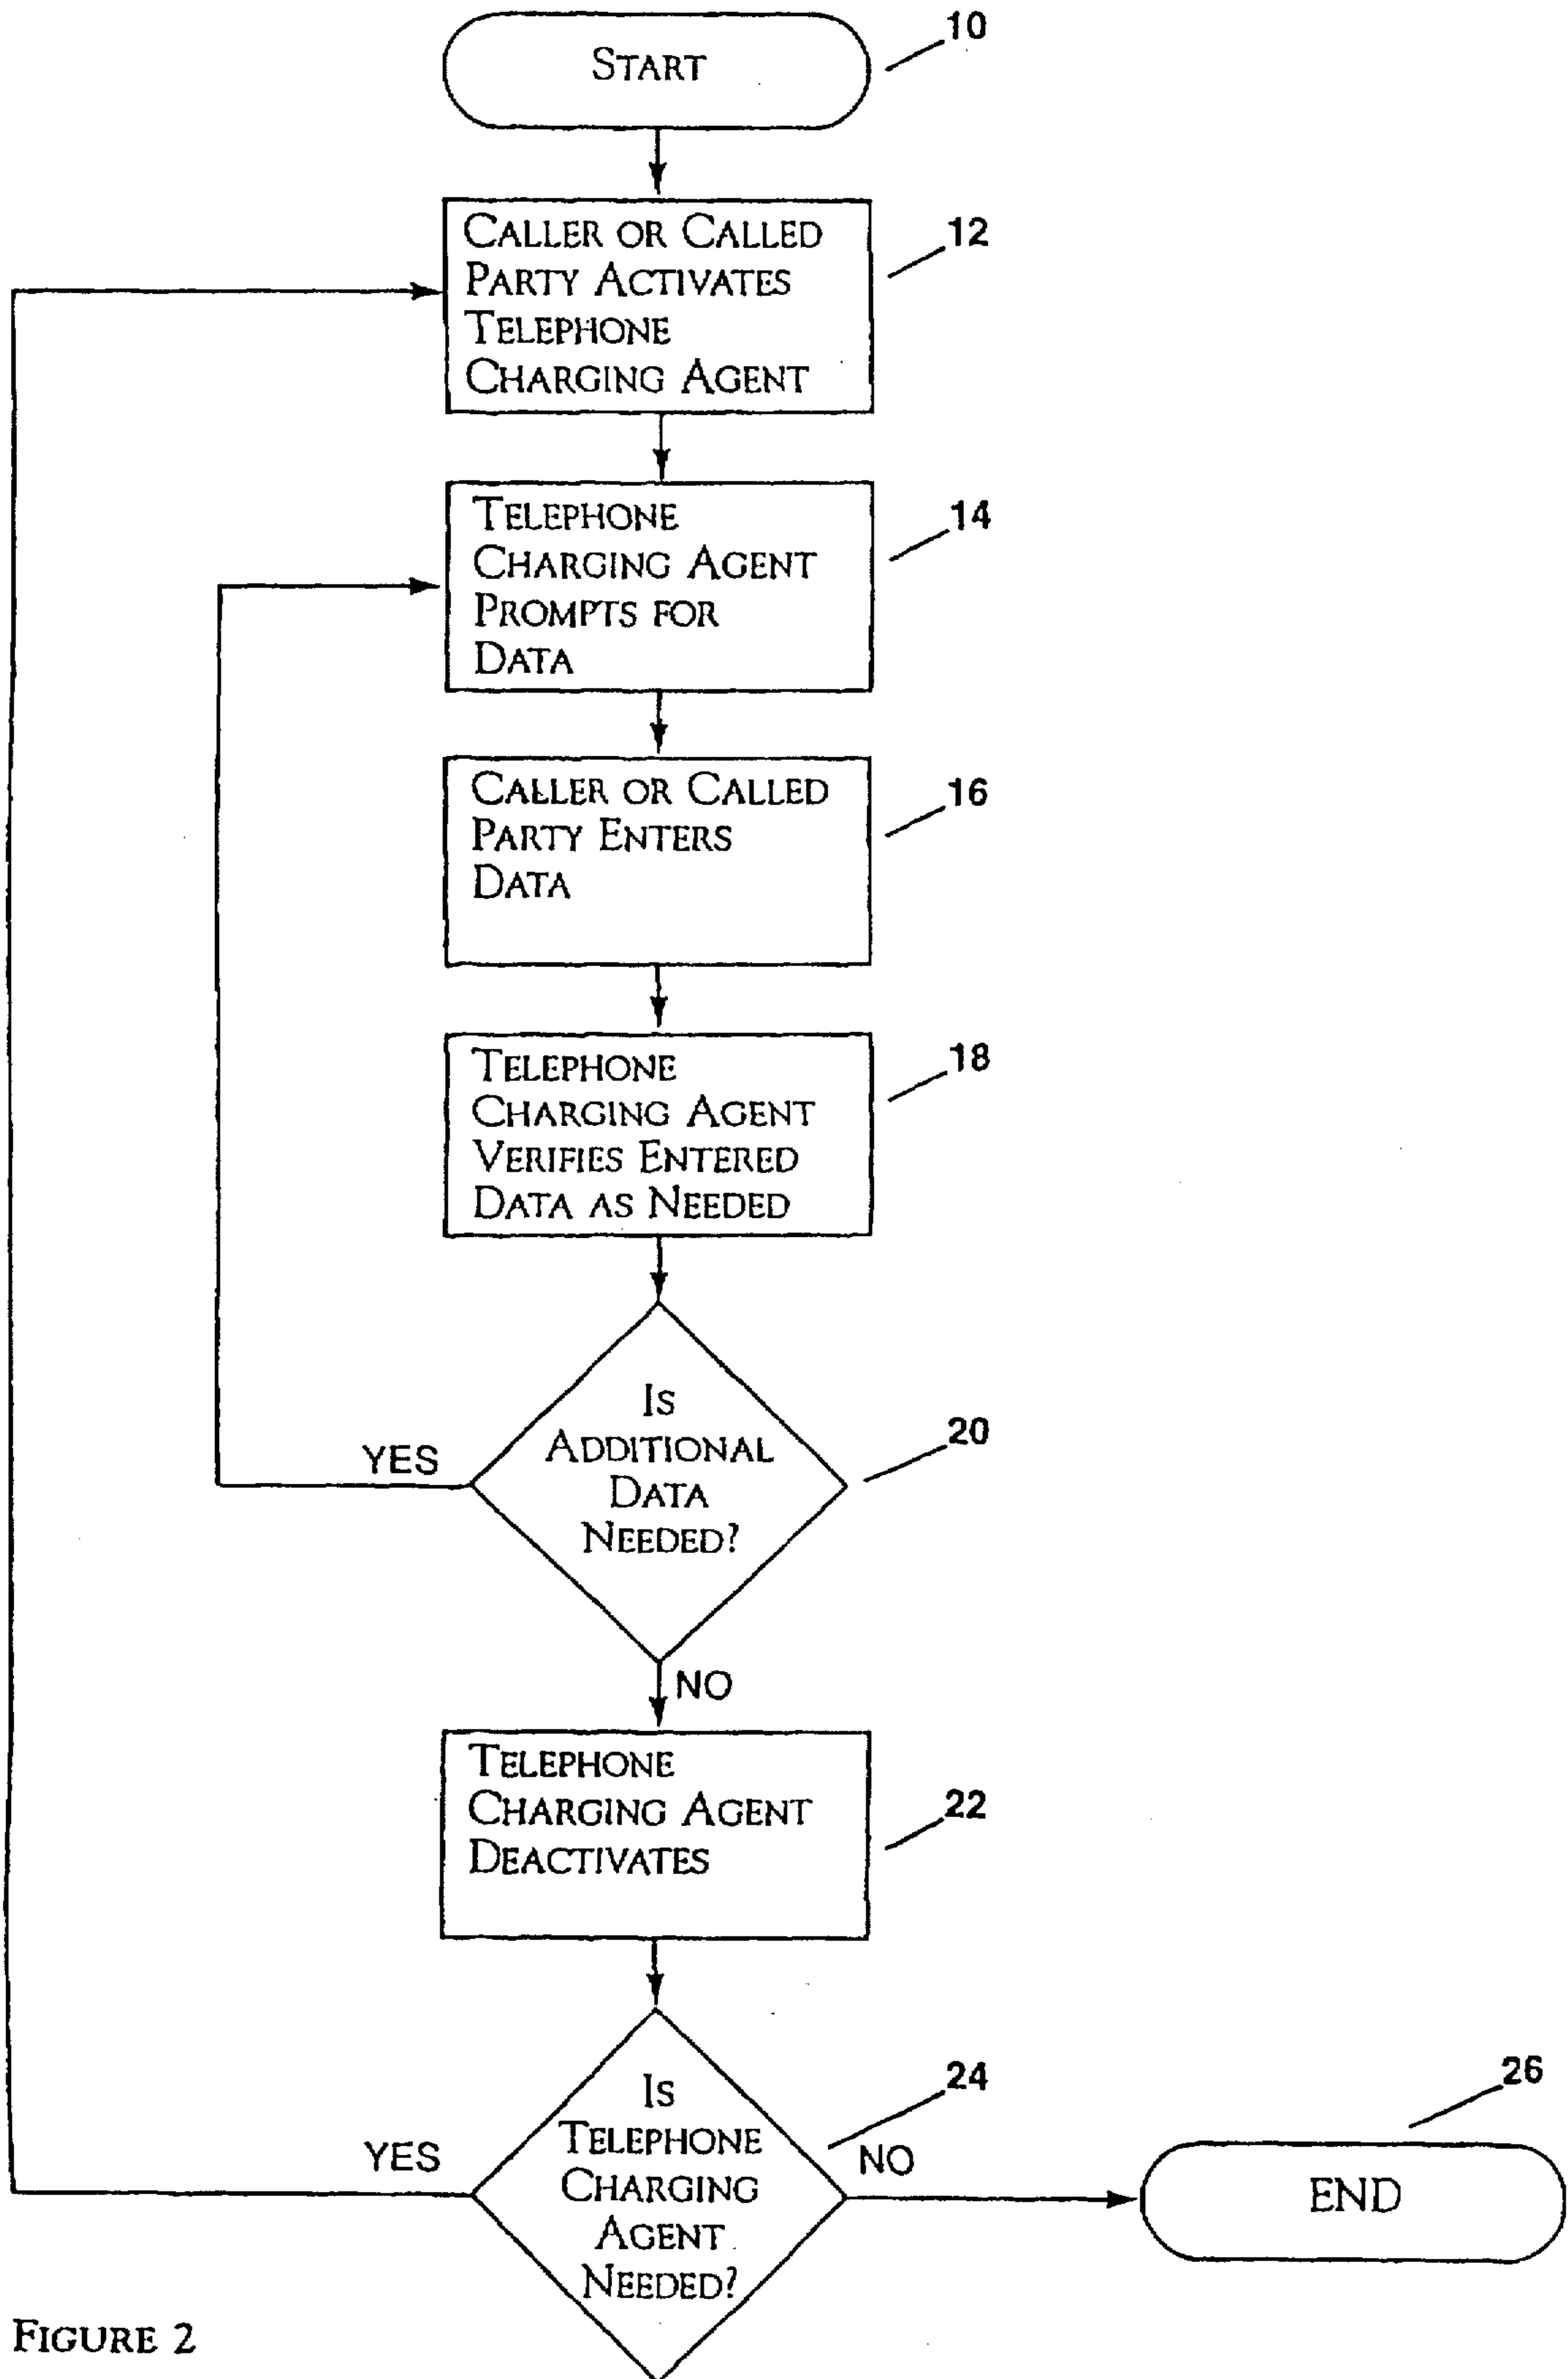 START
10
CALLER OR CALLED
PARTY ACTIVATES
TELEPHONE
CHARGING AGENT
12
TELEPHONE
CHARGING AGENT
PROMPTS FOR
DATA
14
CALLER OR CALLED
PARTY ENTERS
DATA
16
TELEPHONE
CHARGING AGENT
VERIFIES ENTERED
DATA AS NEEDED
18
IS
ADDITIONAL
DATA
NEEDED?
20
YES
NO
TELEPHONE
CHARGING AGENT
DEACTIVATES
22
IS
TELEPHONE
CHARGING
AGENT
NEEDED?
24
YES
NO
END
26
FIGURE 2